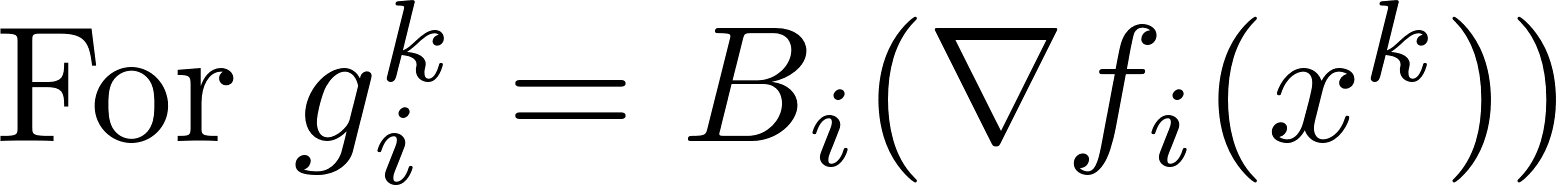 For $g_i^k = B_i(\nabla f_i(x^k))$